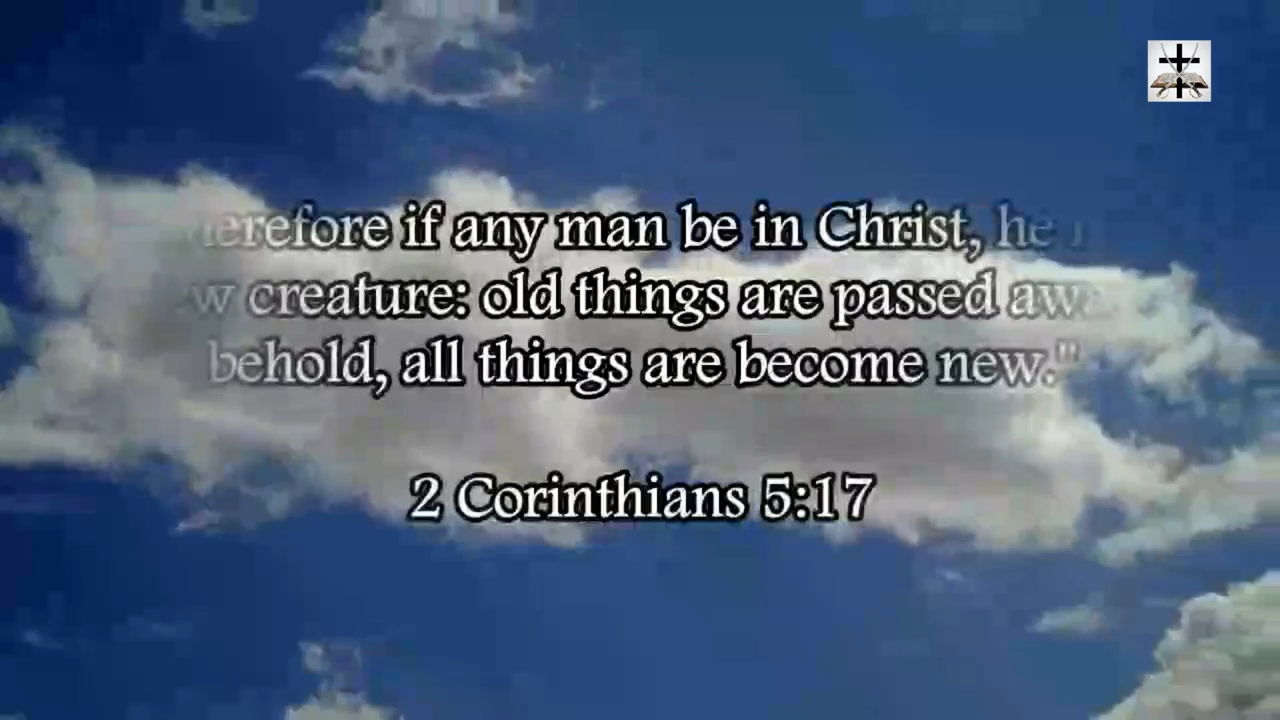 erefore if any man be in Christ, he
creature: old things are passed
behold, all things are become new."
2 Corinthians 5:17